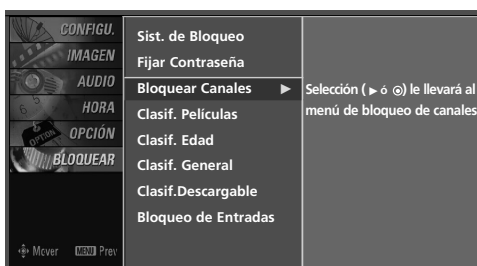 CONFIGU.
IMAGEN
AUDIO
HORA
OPCIÓN
BLOQUEAR
Mover MENU Prev
Sist. de Bloqueo
Fijar Contraseña
Bloquear Canales ►
Clasif. Películas
Clasif. Edad
Clasif. General
Clasif.Descargable
Bloqueo de Entradas
Selección ( ► ó ◉) le llevará al
menú de bloqueo de canales